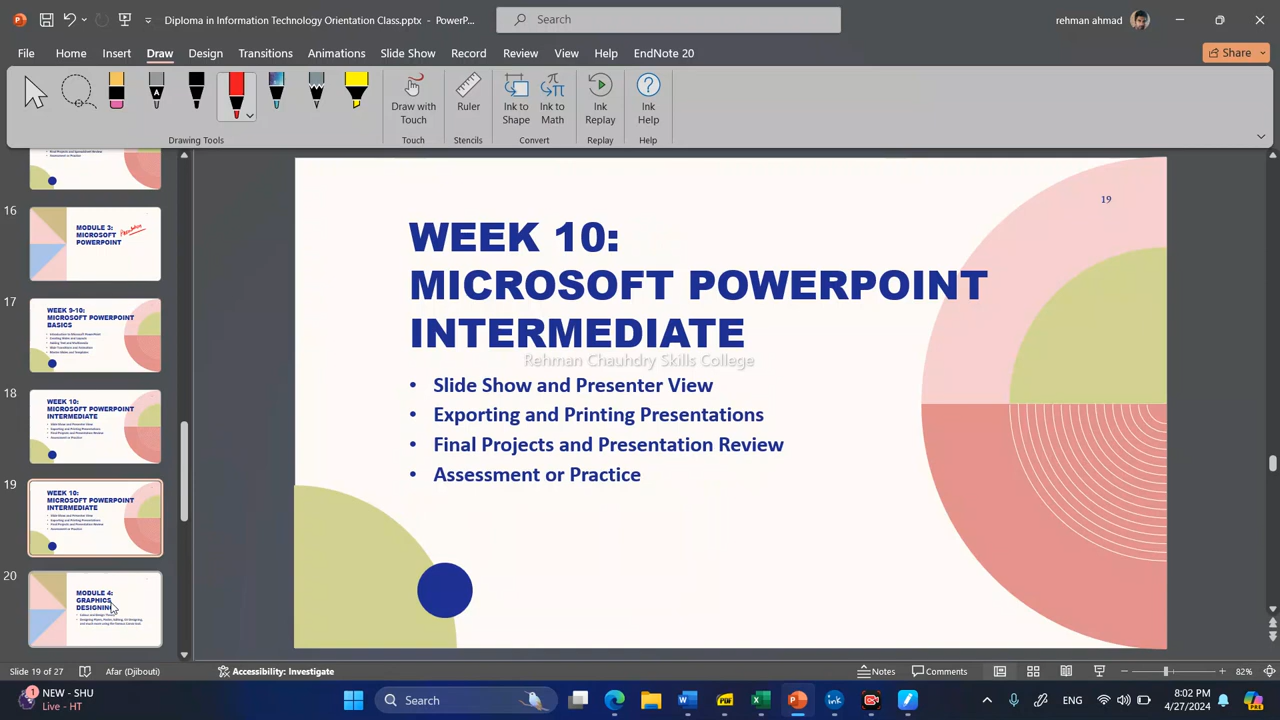 Diploma in Information Technology Orientation Class.pptx - PowerP...
Search
rehman ahmad
File Home Insert Draw Design Transitions Animations Slide Show Record Review View Help EndNote 20
Share
Draw with Touch
Ruler
Ink to Shape
Ink to Math
Ink Replay
Ink Help
Drawing Tools Touch Stencils Convert Replay Help
16
MODULE 3:
MICROSOFT
POWERPOINT
17
WEEK 9-10:
MICROSOFT POWERPOINT
BASICS
18
WEEK 10:
MICROSOFT POWERPOINT
INTERMEDIATE
19
WEEK 10:
MICROSOFT POWERPOINT
INTERMEDIATE
20
MODULE 4:
GRAPHICS
DESIGNING
19
WEEK 10:
MICROSOFT POWERPOINT
INTERMEDIATE
Rehman Chauhdry Skills College
• Slide Show and Presenter View
• Exporting and Printing Presentations
• Final Projects and Presentation Review
• Assessment or Practice
Slide 19 of 27 Afar (Djibouti) Accessibility: Investigate Notes Comments 82%
1 NEW - SHU
Live - HT
Search
ENG
8:02 PM
4/27/2024